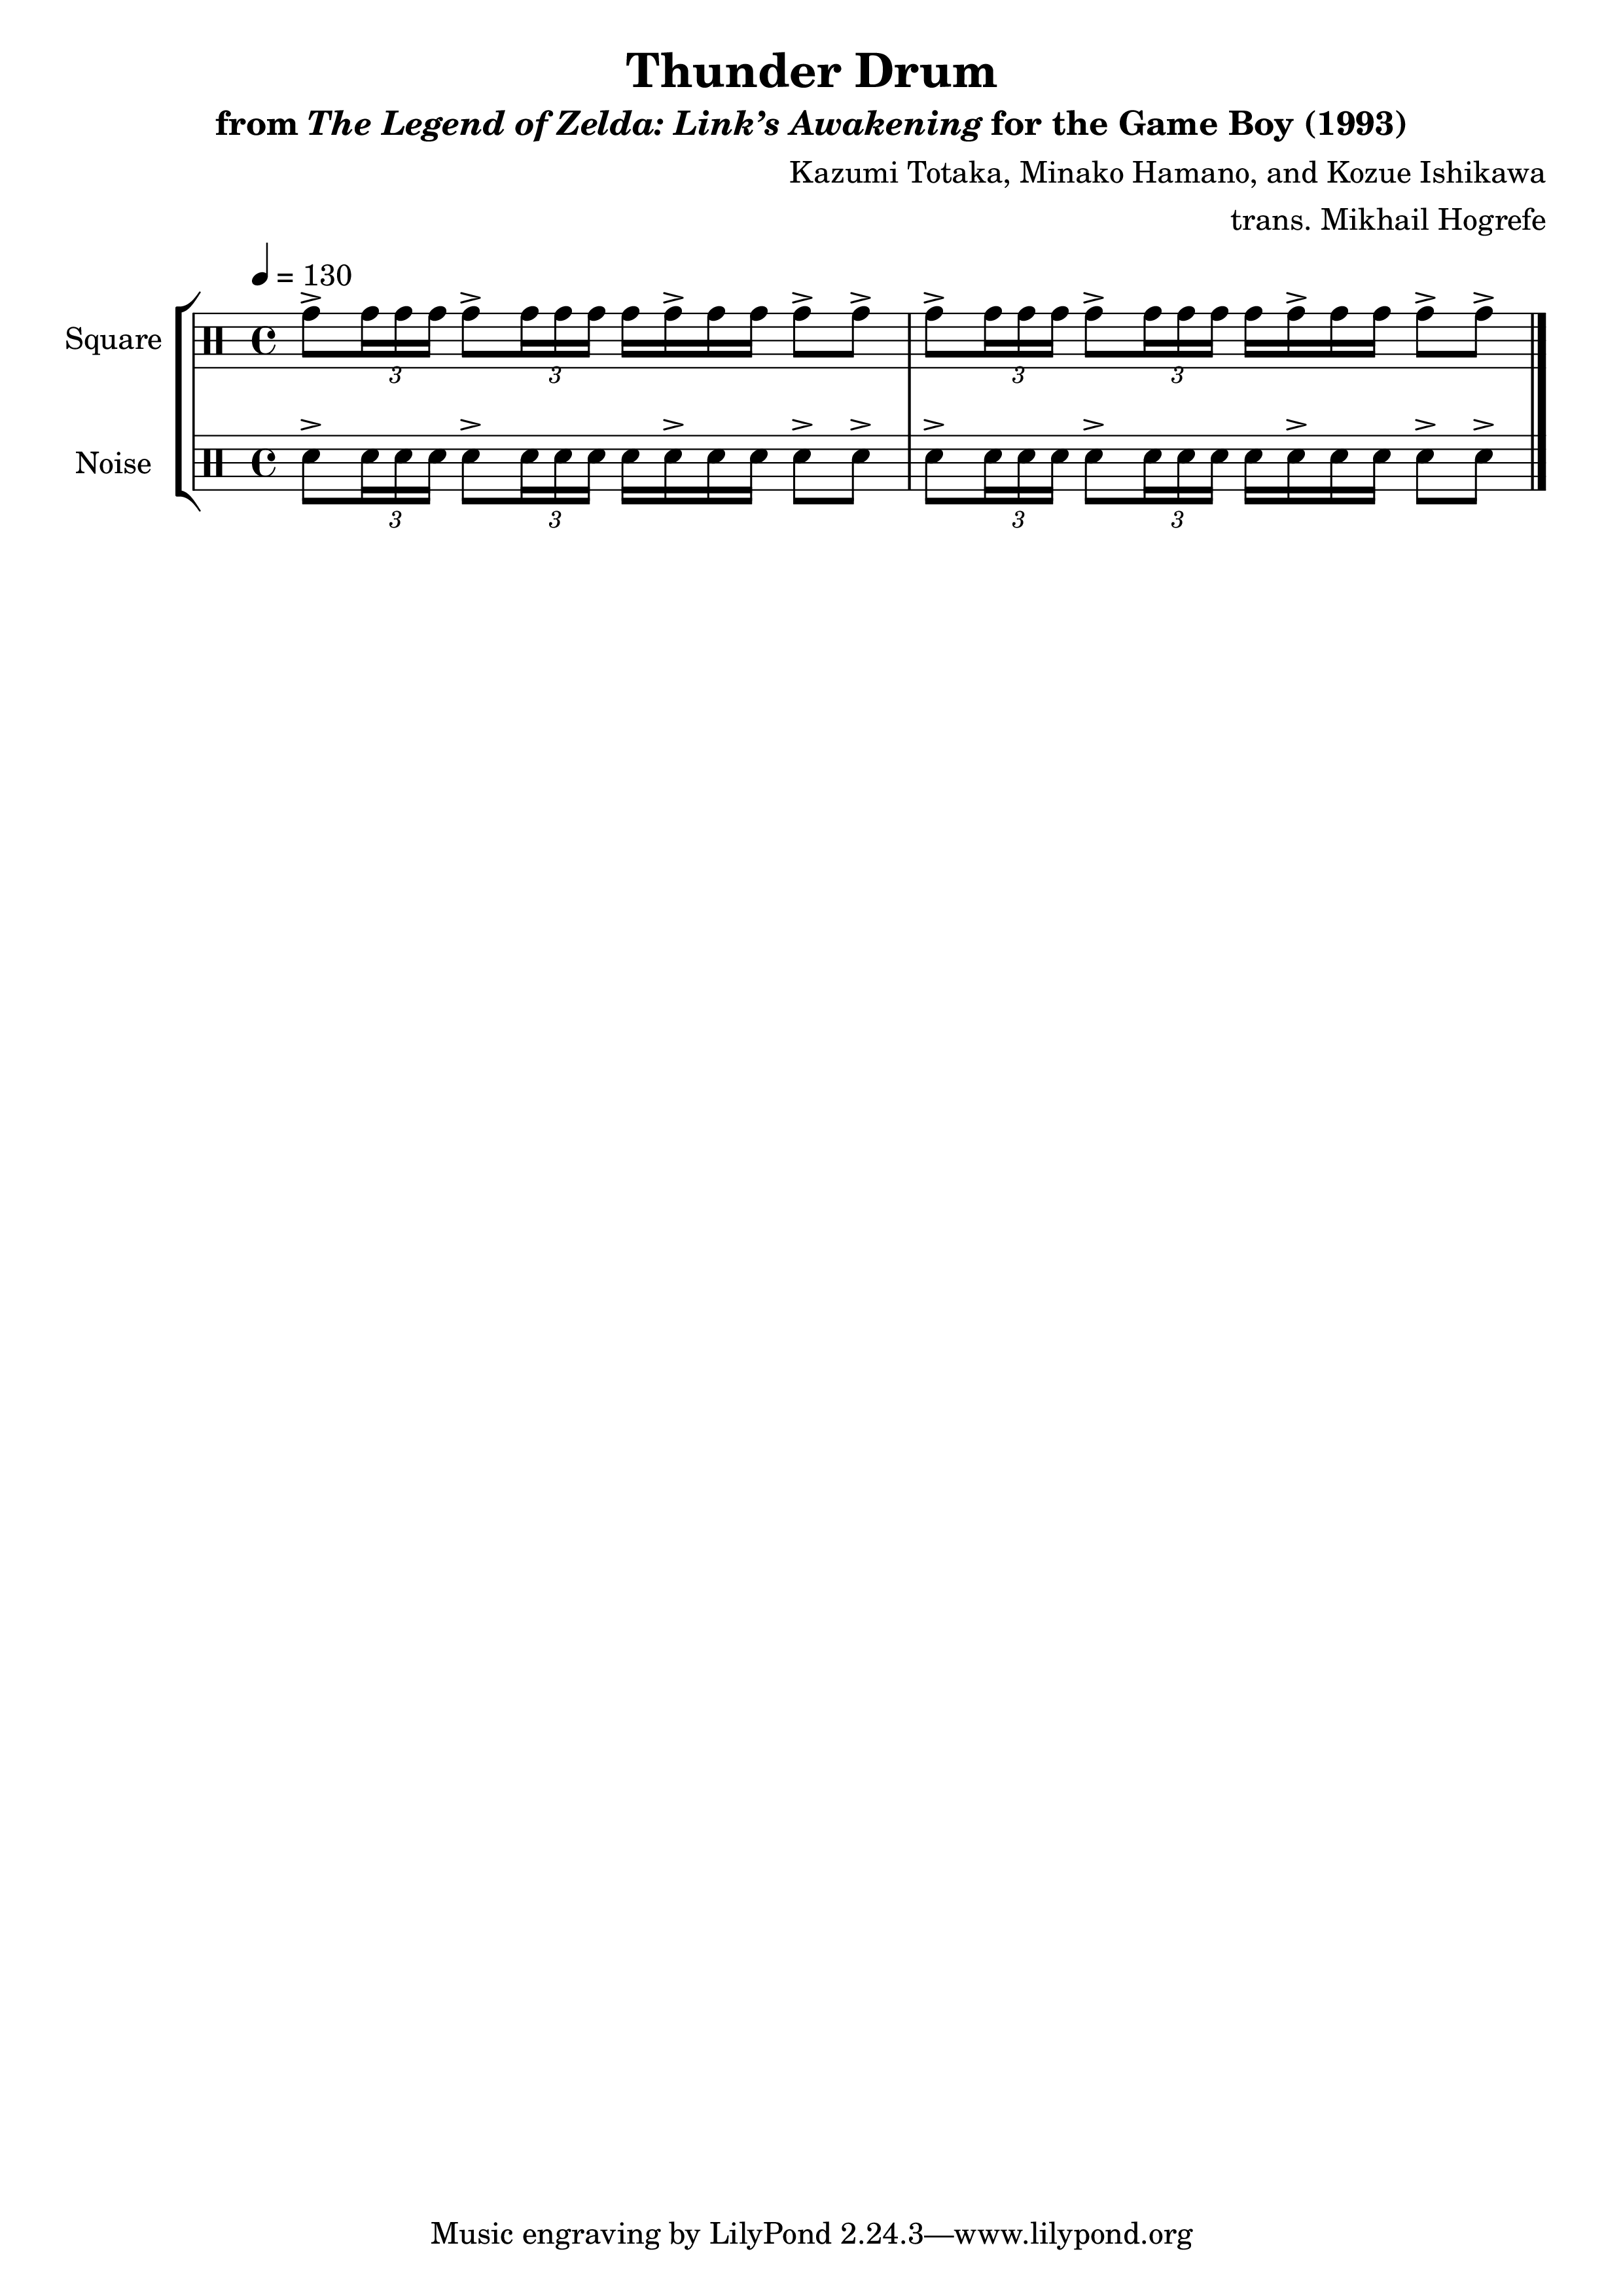 Thunder Drum
from The Legend of Zelda: Link’s Awakening for the Game Boy (1993)
Kazumi Totaka, Minako Hamano, and Kozue Ishikawa
trans. Mikhail Hogrefe
= 130
Square
3 3 3 3
Noise
3 3 3 3
Music engraving by LilyPond 2.24.3—www.lilypond.org